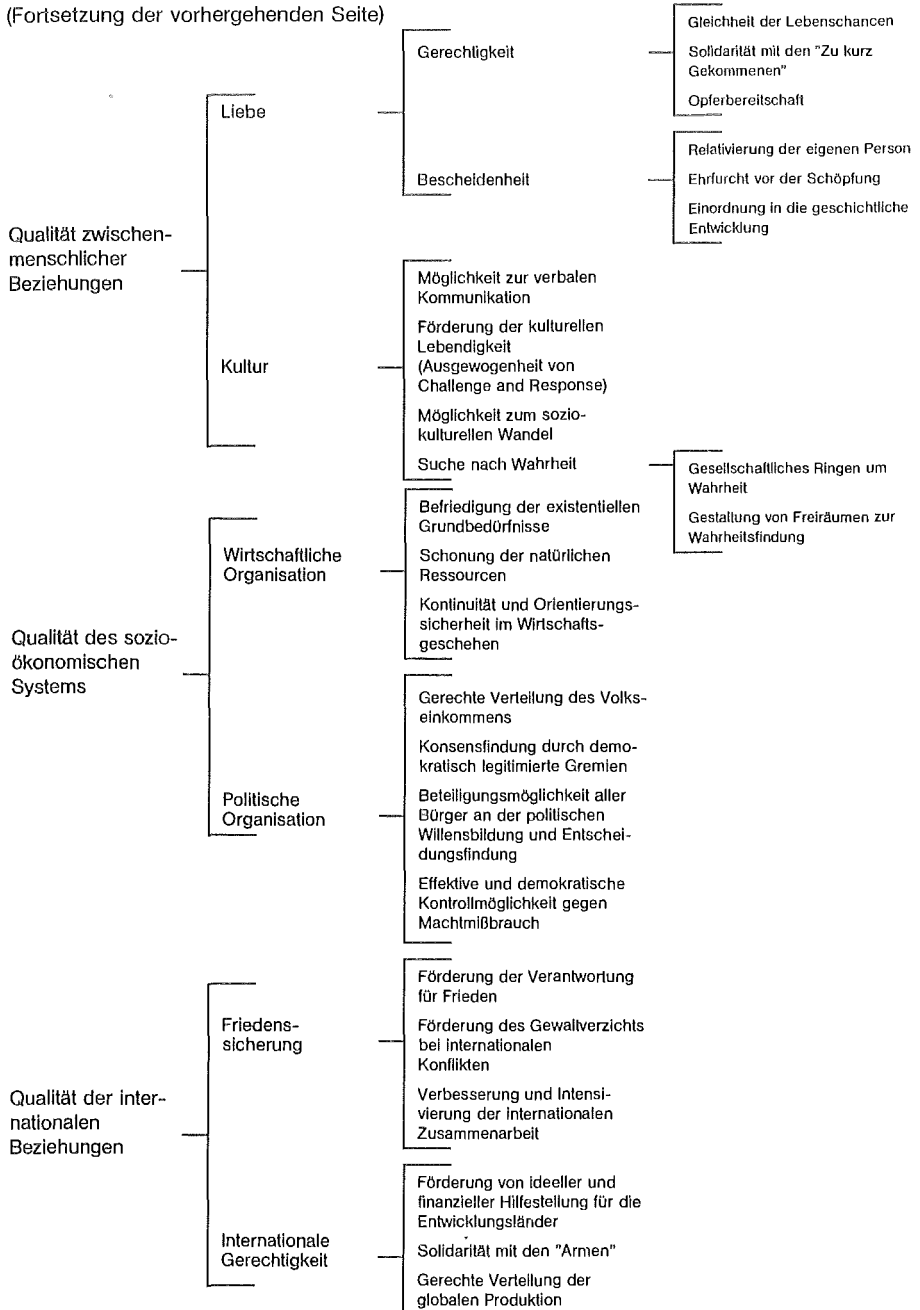 (Fortsetzung der vorhergehenden Seite)
Qualität zwischen-
menschlicher
Beziehungen
Liebe
Gerechtigkeit
Gleichheit der Lebenschancen
Solidarität mit den "Zu kurz
Gekommenen"
Opferbereitschaft
Bescheidenheit
Relativierung der eigenen Person
Ehrfurcht vor der Schöpfung
Einordnung in die geschichtliche
Entwicklung
Kultur
Möglichkeit zur verbalen
Kommunikation
Förderung der kulturellen
Lebendigkeit
(Ausgewogenheit von
Challenge and Response)
Möglichkeit zum sozio-
kulturellen Wandel
Suche nach Wahrheit
Gesellschaftliches Ringen um
Wahrheit
Gestaltung von Freiräumen zur
Wahrheitsfindung
Qualität des sozio-
ökonomischen
Systems
Wirtschaftliche
Organisation
Befriedigung der existentiellen
Grundbedürfnisse
Schonung der natürlichen
Ressourcen
Kontinuität und Orientierungs-
sicherheit im Wirtschafts-
geschehen
Politische
Organisation
Gerechte Verteilung des Volks-
einkommens
Konsensfindung durch demo-
kratisch legitimierte Gremien
Beteiligungsmöglichkeit aller
Bürger an der politischen
Willensbildung und Entschei-
dungsfindung
Effektive und demokratische
Kontrollmöglichkeit gegen
Machtmißbrauch
Qualität der inter-
nationalen
Beziehungen
Friedens-
sicherung
Förderung der Verantwortung
für Frieden
Förderung des Gewaltverzichts
bei internationalen
Konflikten
Verbesserung und Intensi-
vierung der internationalen
Zusammenarbeit
Internationale
Gerechtigkeit
Förderung von ideeller und
finanzieller Hilfestellung für die
Entwicklungsländer
Solidarität mit den "Armen"
Gerechte Verteilung der
globalen Produktion